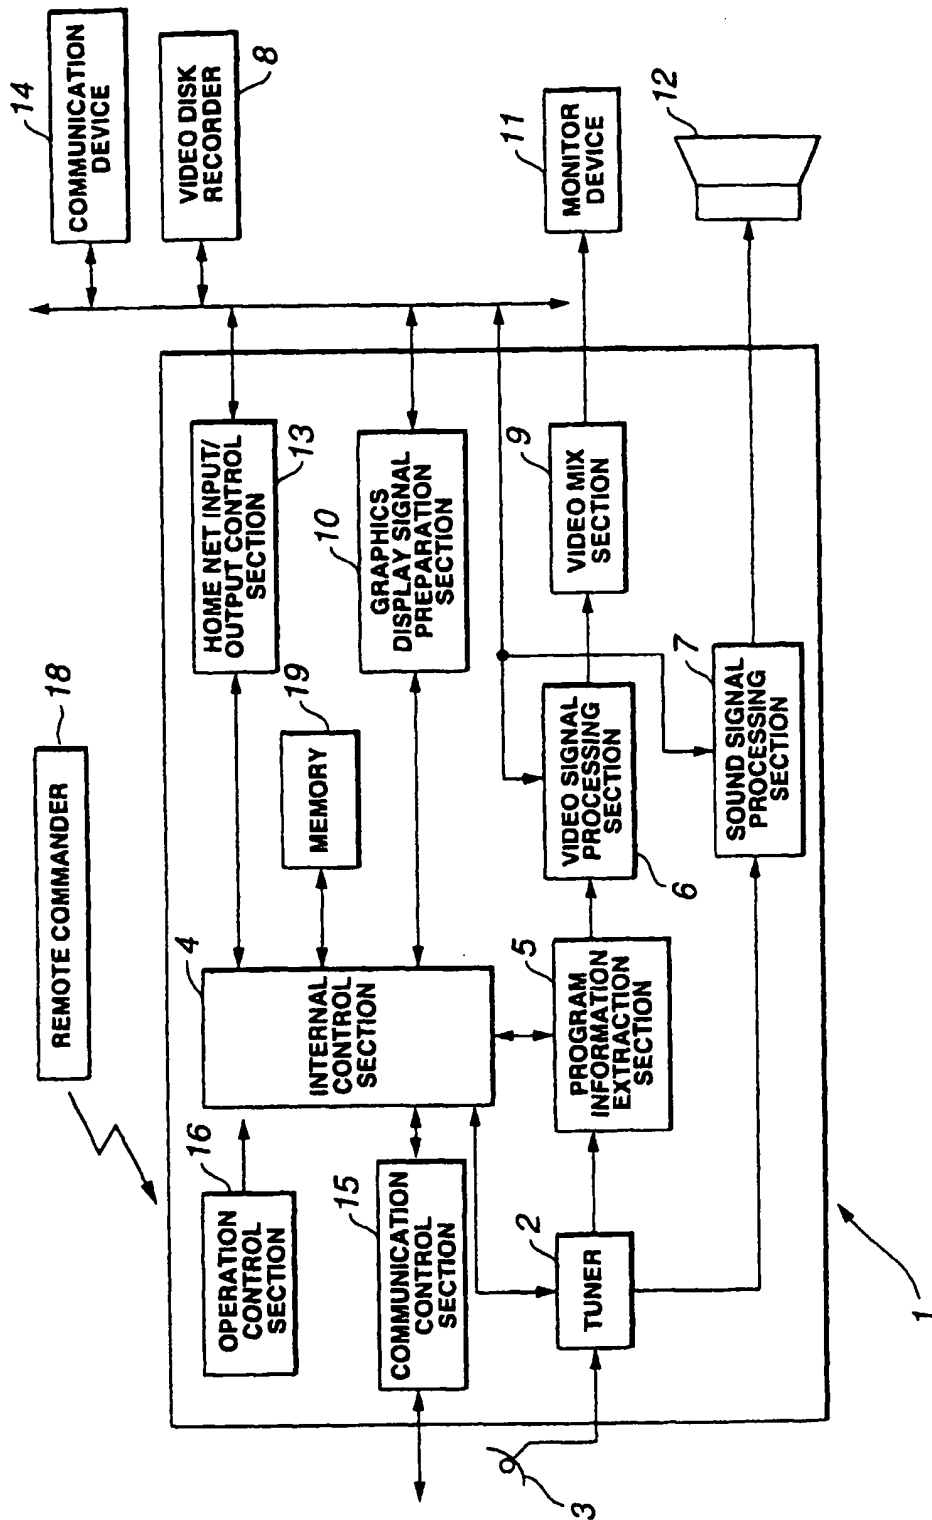 14
COMMUNICATION
DEVICE
8
VIDEO DISK
RECORDER
11
MONITOR
DEVICE
12
18
REMOTE COMMANDER
HOME NET INPUT/
OUTPUT CONTROL
SECTION
13
10
GRAPHICS
DISPLAY SIGNAL
PREPARATION
SECTION
9
VIDEO MIX
SECTION
19
MEMORY
VIDEO SIGNAL
PROCESSING
SECTION
6
7
SOUND SIGNAL
PROCESSING
SECTION
4
INTERNAL
CONTROL
SECTION
5
PROGRAM
INFORMATION
EXTRACTION
SECTION
16
OPERATION
CONTROL
SECTION
15
COMMUNICATION
CONTROL
SECTION
2
TUNER
3
1